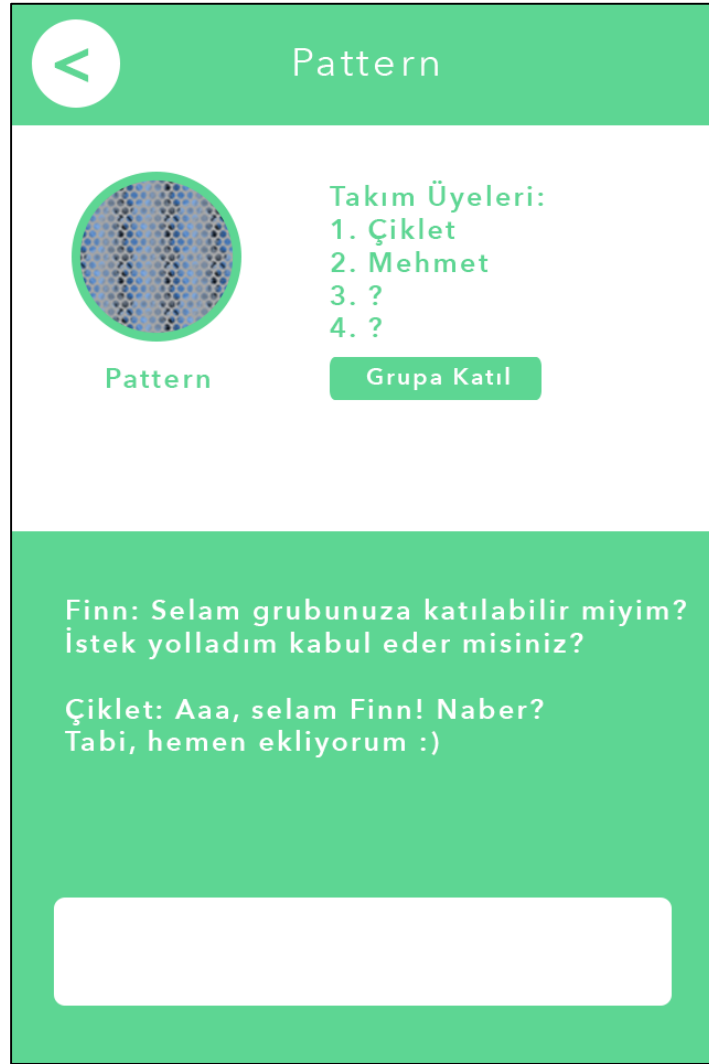 <
Pattern
Takım Üyeleri:
1. Çiklet
2. Mehmet
3. ?
4. ?
Pattern
Grupa Katıl
Finn: Selam grubunuza katılabilir miyim?
İstek yolladım kabul eder misiniz?
Çiklet: Aaa, selam Finn! Naber?
Tabi, hemen ekliyorum :)